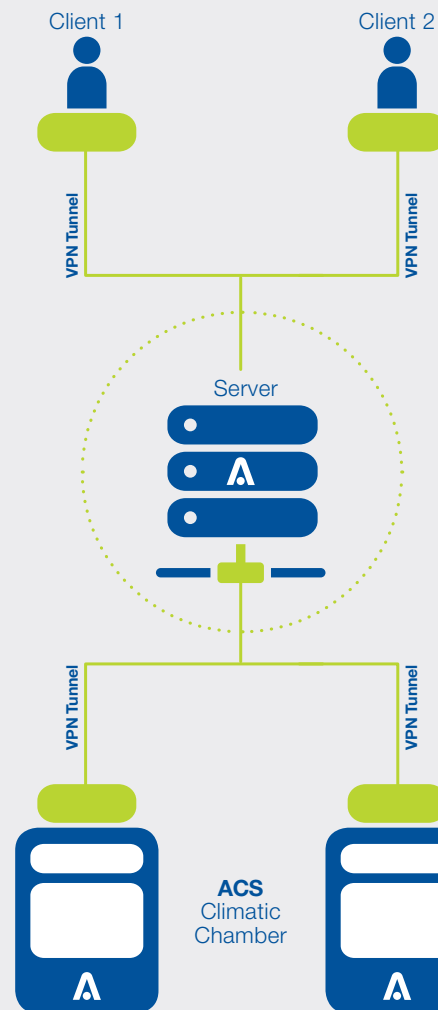 Client 1
Client 2
VPN Tunnel
VPN Tunnel
Server
VPN Tunnel
VPN Tunnel
ACS
Climatic
Chamber